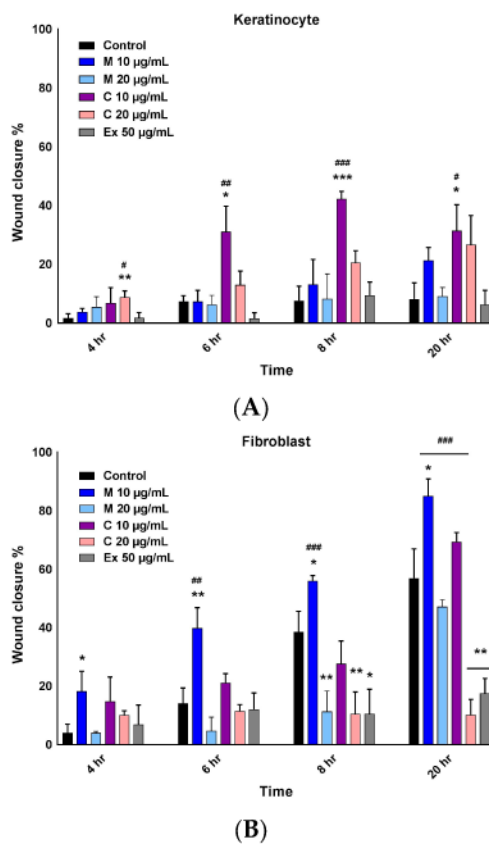 Keratinocyte
100
80
60
40
20
0
Wound closure %
Control
M 10 µg/mL
M 20 µg/mL
C 10 µg/mL
C 20 µg/mL
Ex 50 µg/mL
#
**
##
*
###
***
#
*
4 hr
6 hr
8 hr
20 hr
Time
(A)
Fibroblast
100
80
60
40
20
0
Wound closure %
Control
M 10 µg/mL
M 20 µg/mL
C 10 µg/mL
C 20 µg/mL
Ex 50 µg/mL
*
##
**
###
*
**
**
*
###
*
**
4 hr
6 hr
8 hr
20 hr
Time
(B)